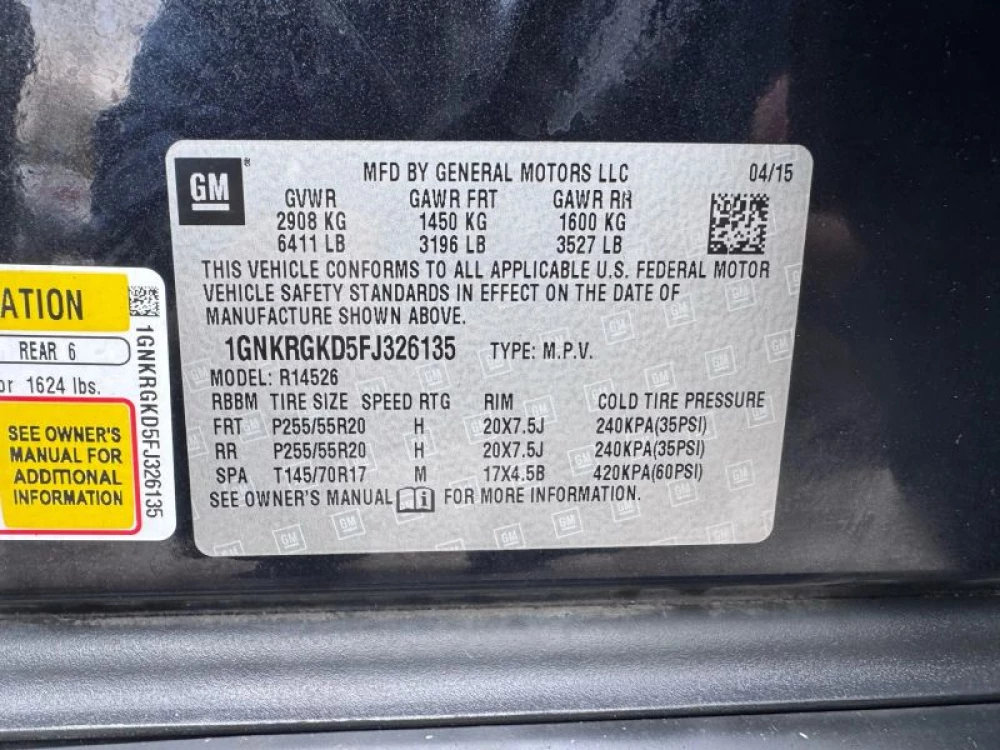 GM
MFD BY GENERAL MOTORS LLC 04/15
GVWR GAWR FRT GAWR RR
2908 KG 1450 KG 1600 KG
6411 LB 3196 LB 3527 LB
THIS VEHICLE CONFORMS TO ALL APPLICABLE U.S. FEDERAL MOTOR
VEHICLE SAFETY STANDARDS IN EFFECT ON THE DATE OF
MANUFACTURE SHOWN ABOVE.
1GNKRGKD5FJ326135 TYPE: M.P.V.
MODEL: R14526
RBBM TIRE SIZE SPEED RTG RIM COLD TIRE PRESSURE
FRT P255/55R20 H 20X7.5J 240KPA(35PSI)
RR P255/55R20 H 20X7.5J 240KPA(35PSI)
SPA T145/70R17 M 17X4.5B 420KPA(60PSI)
SEE OWNER'S MANUAL FOR MORE INFORMATION.
ATION
REAR 6
or 1624 lbs.
SEE OWNER'S
MANUAL FOR
ADDITIONAL
INFORMATION
1GNKRGKD5FJ326135